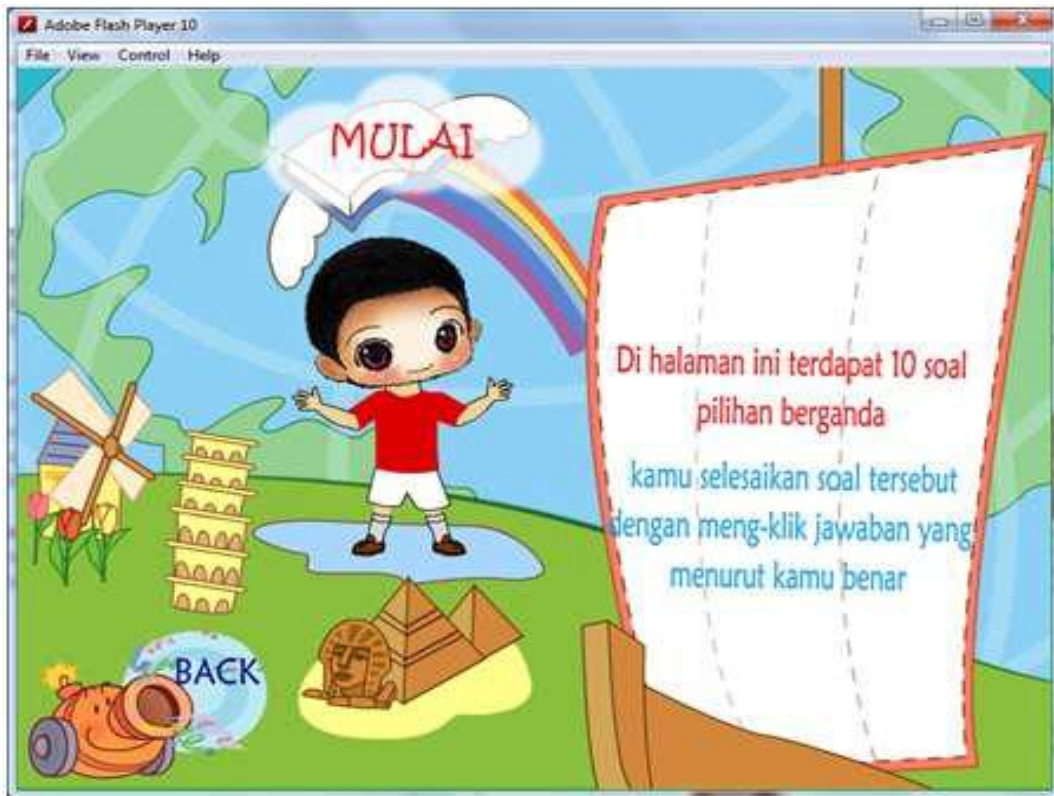 Adobe Flash Player 10
File View Control Help
MULAI
Di halaman ini terdapat 10 soal
pilihan berganda
kamu selesaikan soal tersebut
dengan meng-klik jawaban yang
menurut kamu benar
BACK